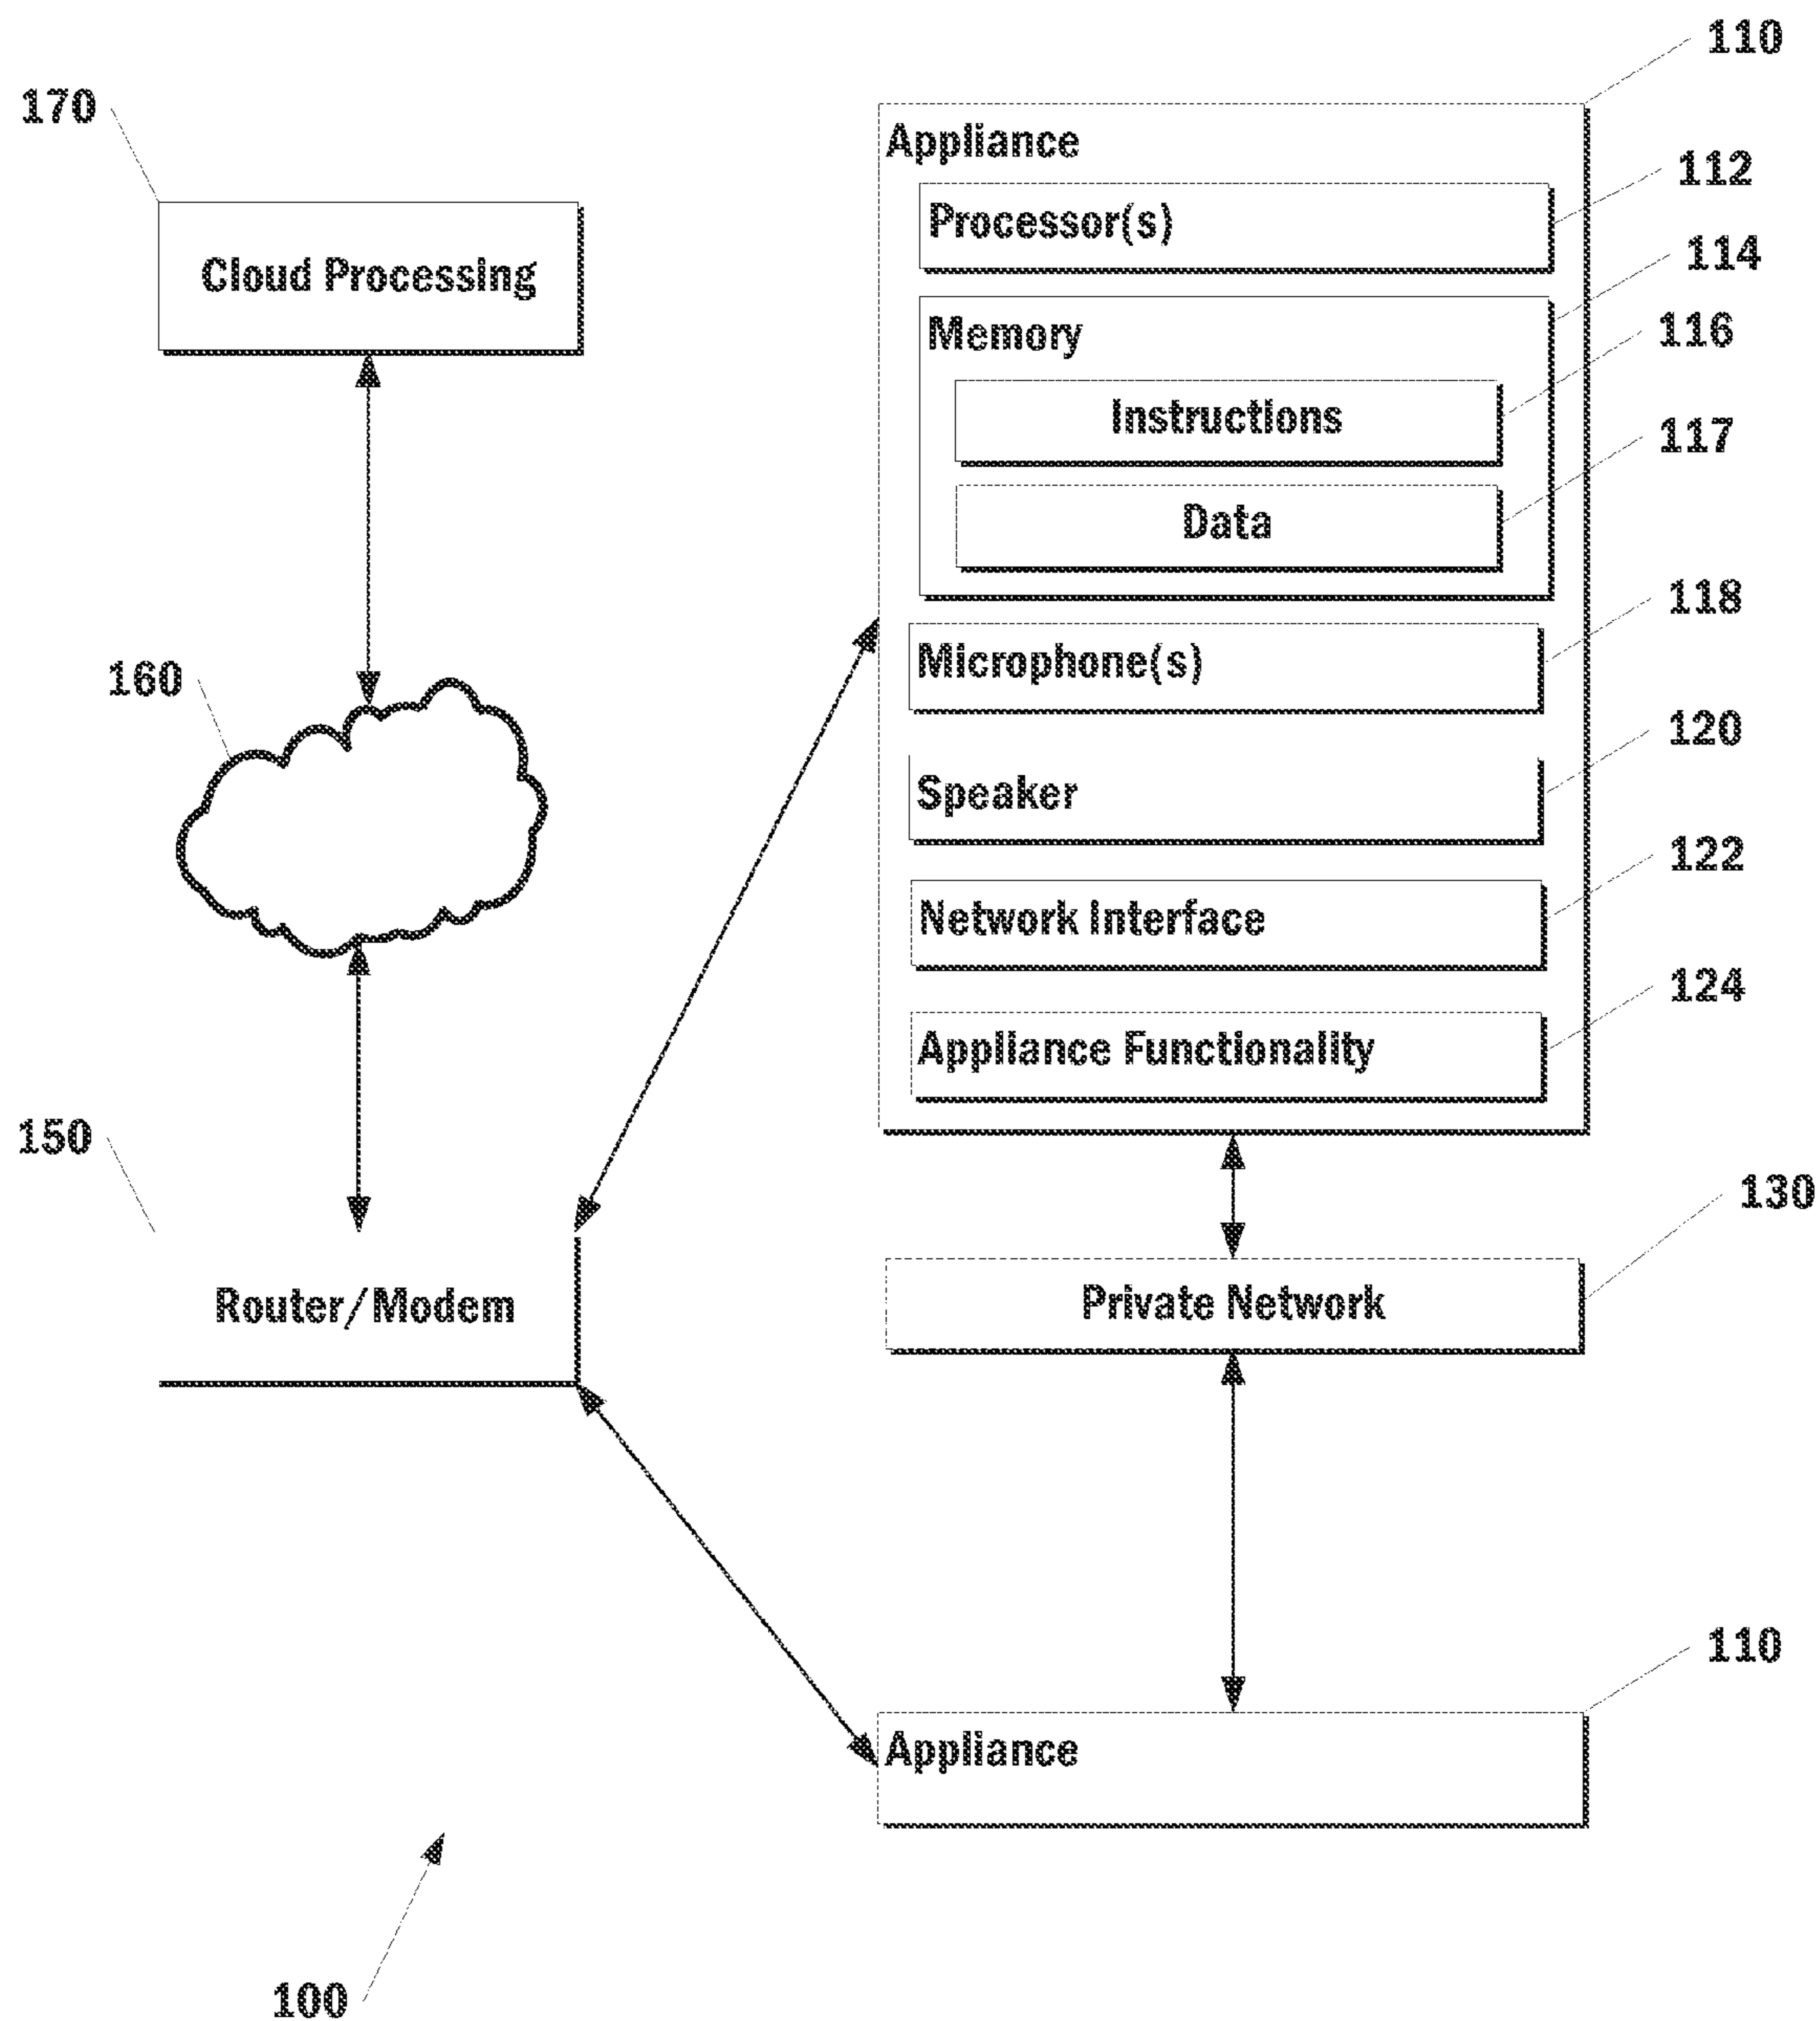 110
170
Appliance
112
Processor(s)
Cloud Processing
114
Memory
116
Instructions
117
Data
118
Microphone(s)
160
120
Speaker
122
Network Interface
124
Appliance Functionality
150
130
Router/Modem
Private Network
110
Appliance
100